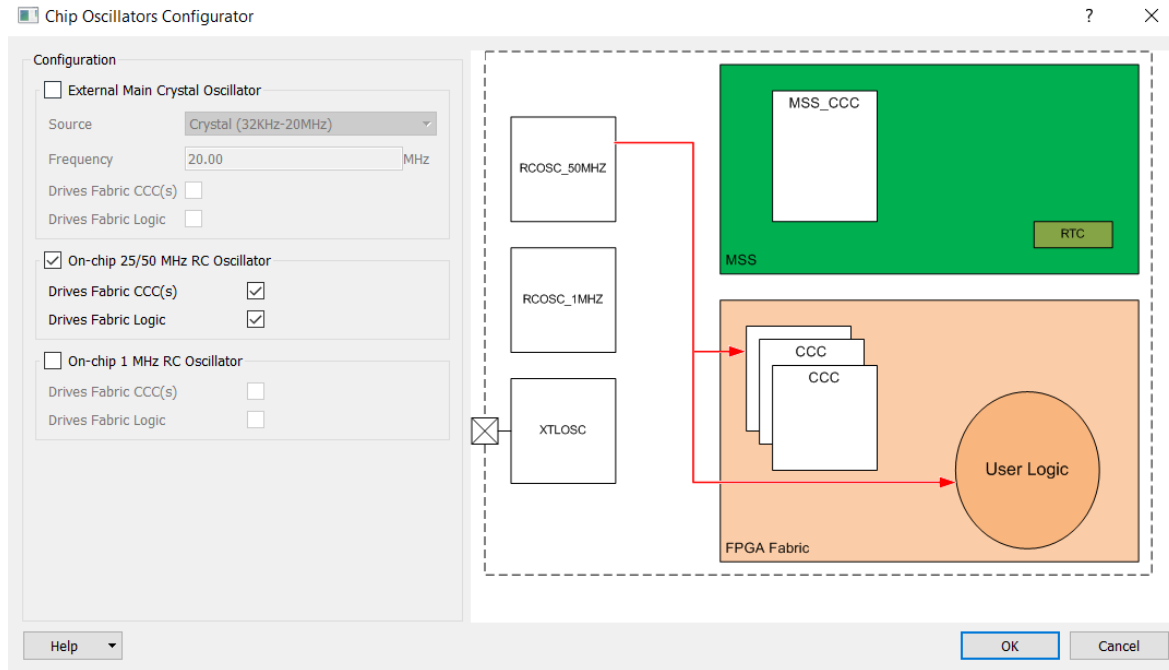 Chip Oscillators Configurator
?
Configuration
External Main Crystal Oscillator
Source Crystal (32KHz-20MHz)
Frequency 20.00 MHz
Drives Fabric CCC(s)
Drives Fabric Logic
On-chip 25/50 MHz RC Oscillator
Drives Fabric CCC(s)
Drives Fabric Logic
On-chip 1 MHz RC Oscillator
Drives Fabric CCC(s)
Drives Fabric Logic
RCOSC_50MHZ
RCOSC_1MHZ
XTLOSC
MSS_CCC
RTC
MSS
CCC
CCC
User Logic
FPGA Fabric
Help
OK
Cancel